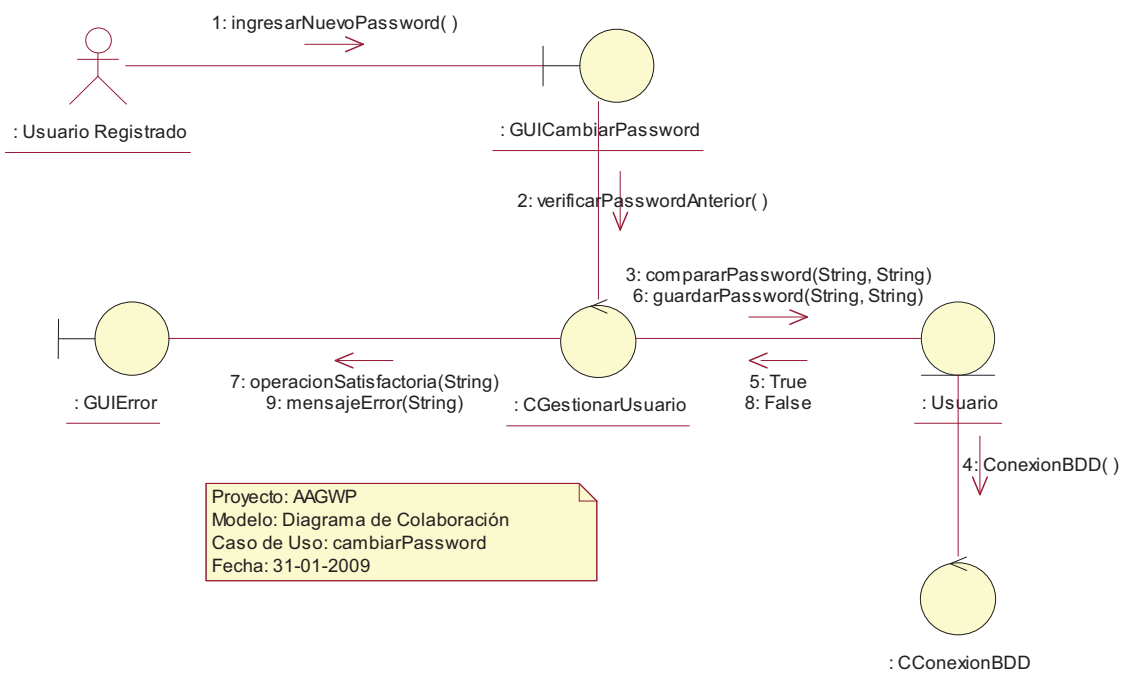 1: ingresarNuevoPassword( )
: Usuario Registrado
: GUICambiarPassword
2: verificarPasswordAnterior( )
3: compararPassword(String, String)
6: guardarPassword(String, String)
7: operacionSatisfactoria(String)
9: mensajeError(String)
5: True
8: False
: GUIError
: CGestionarUsuario
: Usuario
4: ConexionBDD( )
Proyecto: AAGWP
Modelo: Diagrama de Colaboración
Caso de Uso: cambiarPassword
Fecha: 31-01-2009
: CConexionBDD